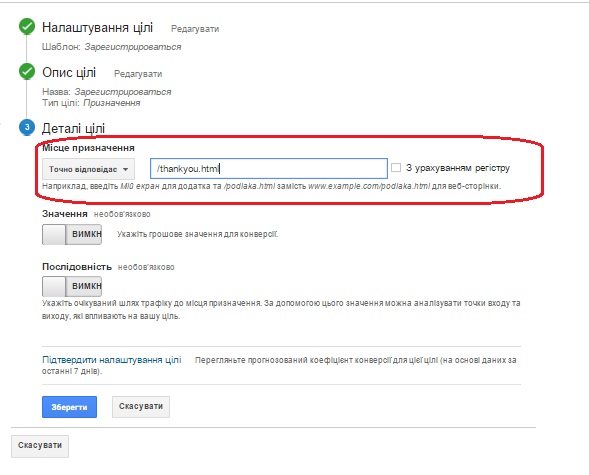 Налаштування цілі Редагувати
Шаблон: Зарегистрироваться
Опис цілі Редагувати
Назва: Зарегистрироваться
Тип цілі: Призначення
3 Деталі цілі
Місце призначення
Точно відповідає /thankyou.html З урахуванням регістру
Наприклад, введіть Мій екран для додатка та /podiaka.html замість www.example.com/podiaka.html для веб-сторінки.
Значення необов'язково
ВИМКН Укажіть грошове значення для конверсії.
Послідовність необов'язково
ВИМКН
Укажіть очікуваний шлях трафіку до місця призначення. За допомогою цього значення можна аналізувати точки входу та
виходу, які впливають на вашу ціль.
Підтвердити налаштування цілі Перегляньте прогнозований коефіцієнт конверсії для цієї цілі (на основі даних за
останні 7 днів).
Зберегти Скасувати
Скасувати